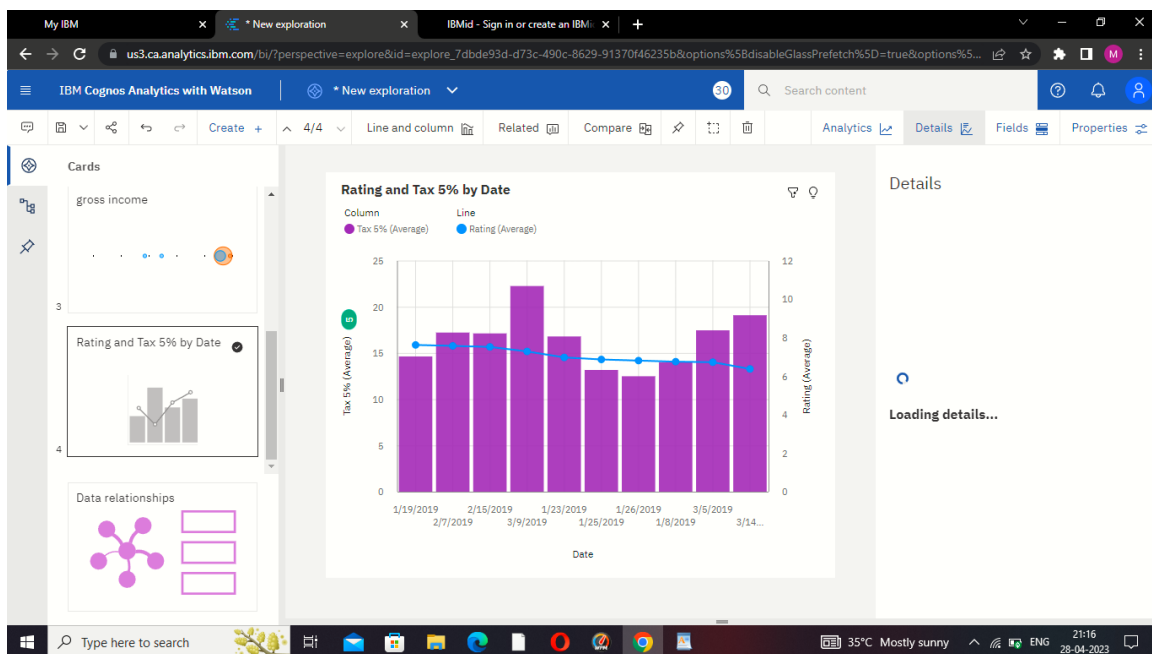 My IBM
* New exploration
IBMid - Sign in or create an IBMi
us3.ca.analytics.ibm.com/bi/?perspective=explore&id=explore_7dbde93d-d73c-490c-8629-91370f46235b&options%5BdisableGlassPrefetch%5D=true&options%5...
M
IBM Cognos Analytics with Watson
* New exploration
30
Search content
Create +
4/4
Line and column
Related
Compare
Analytics
Details
Fields
Properties
Cards
gross income
3
Rating and Tax 5% by Date
4
Data relationships
Rating and Tax 5% by Date
Column
Line
Tax 5% (Average)
Rating (Average)
25
20
15
10
5
0
Tax 5% (Average)
5
12
10
8
6
4
2
0
Rating (Average)
1/19/2019
2/15/2019
1/23/2019
1/26/2019
3/5/2019
2/7/2019
3/9/2019
1/25/2019
1/8/2019
3/14...
Date
Details
Loading details...
Type here to search
35°C Mostly sunny
ENG
21:16
28-04-2023